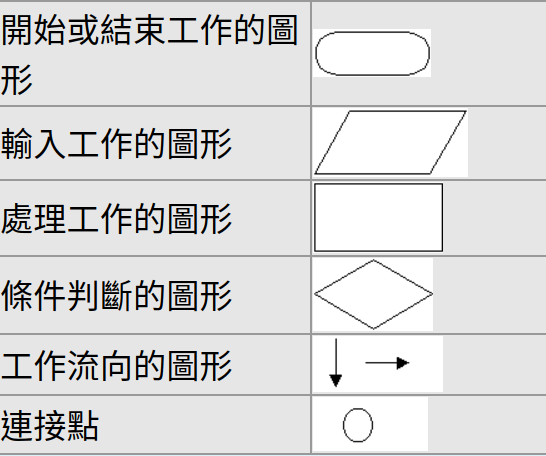 開始或結束工作的圖
形
輸入工作的圖形
處理工作的圖形
條件判斷的圖形
工作流向的圖形
連接點